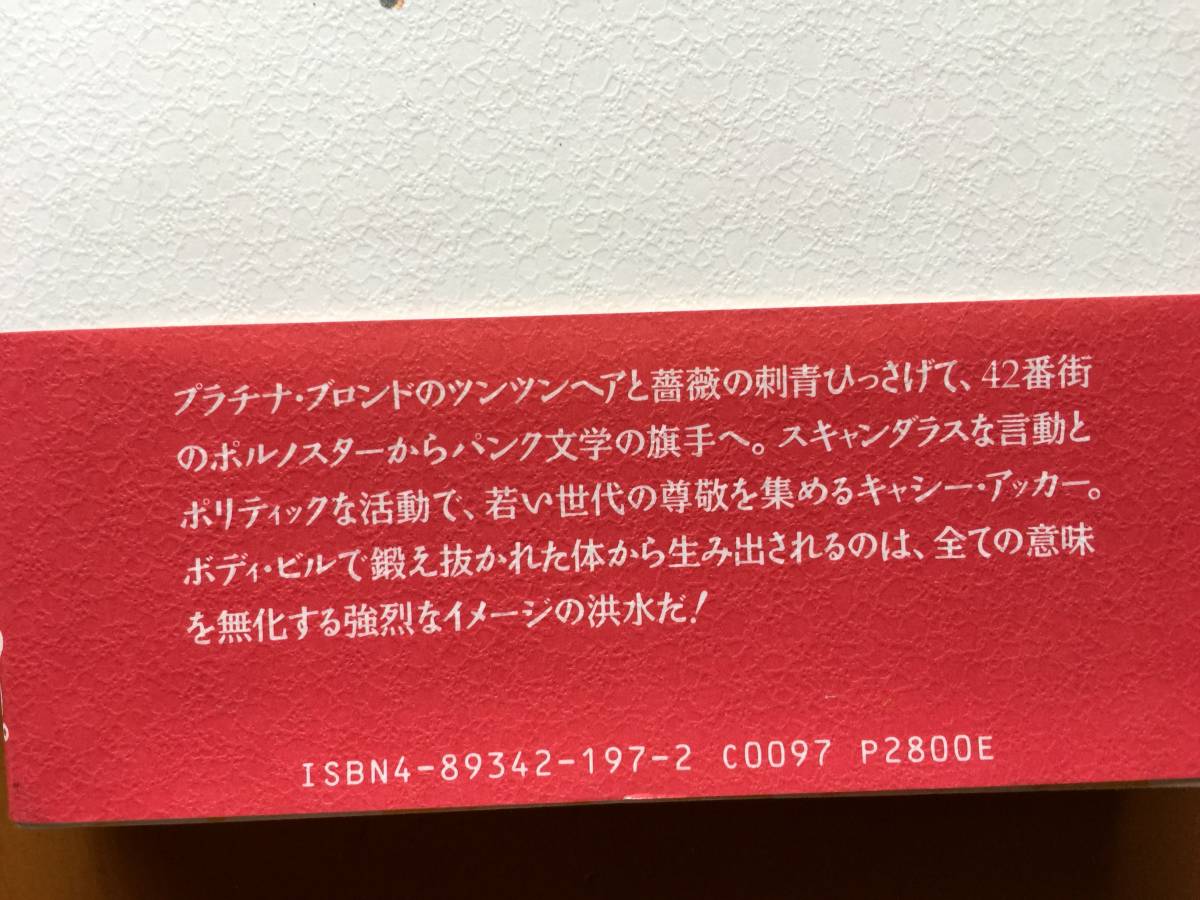 プラチナ・ブロンドのツンツンヘアと薔薇の刺青ひっさげて、42番街
のポルノスターからパンク文学の旗手へ。スキャンダラスな言動と
ポリティックな活動で、若い世代の尊敬を集めるキャシー・アッカー。
ボディ・ビルで鍛え抜かれた体から生み出されるのは、全ての意味
を無化する強烈なイメージの洪水だ!
ISBN4-89342-197-2 C0097 P2800E